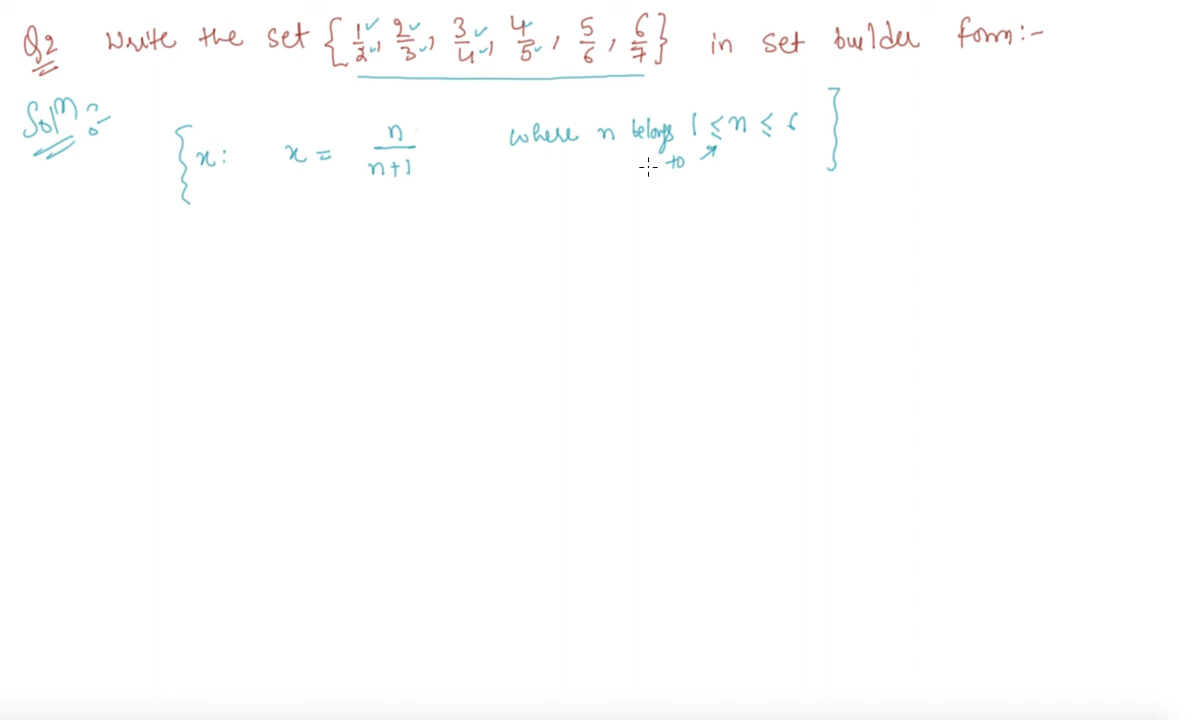 Q2 Write the set {1/2, 2/3, 3/4, 4/5, 5/6, 6/7} in set builder form:-
Soln:-
{x: x = n/n+1 where n belongs to 1 ≤ n ≤ 6}